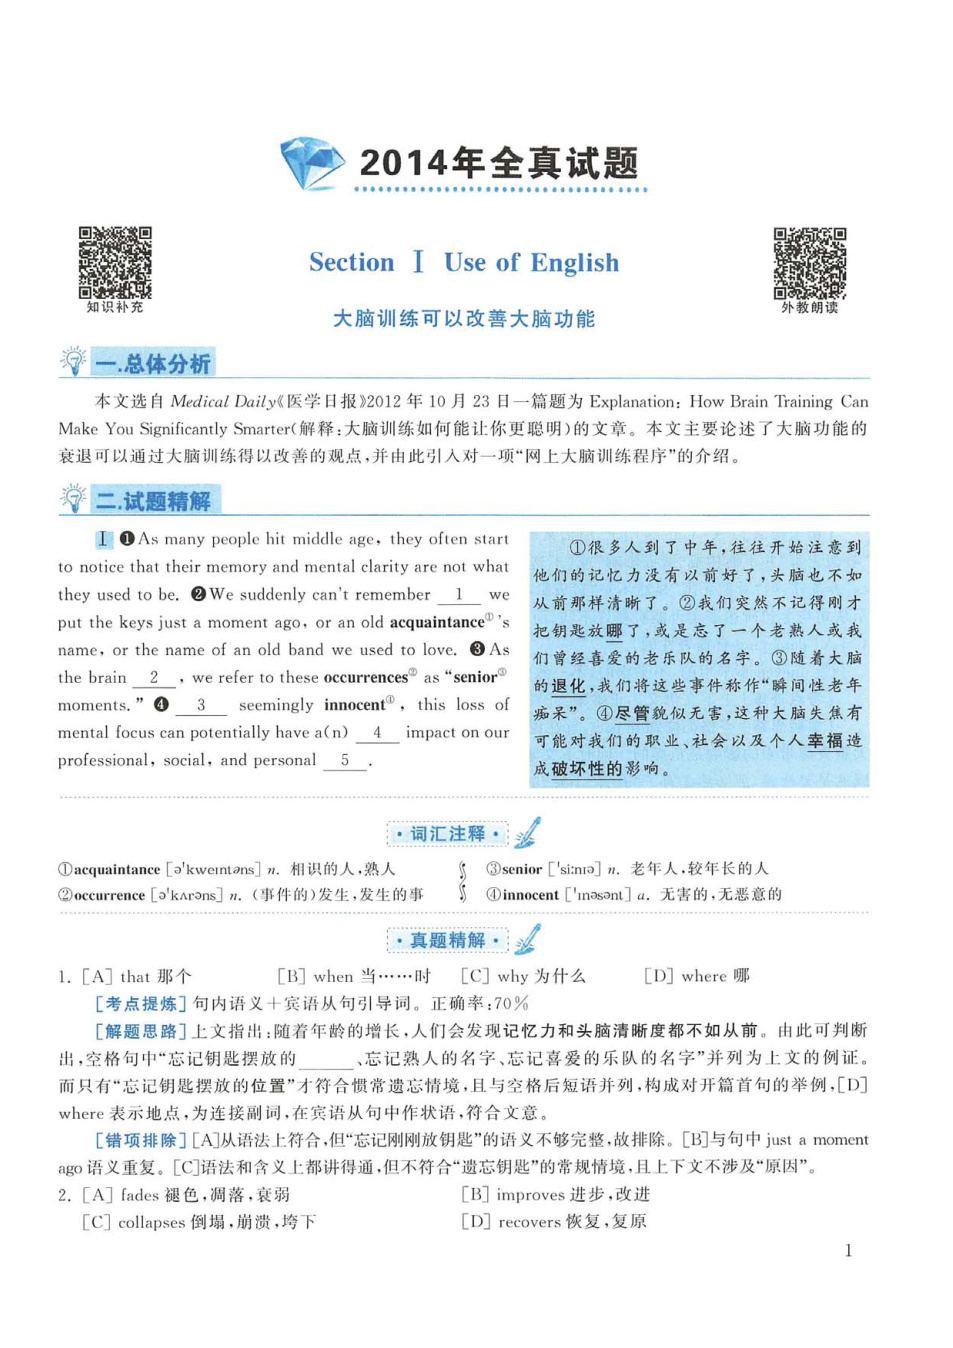 2014年全真试题
知识补充
Section Ⅰ Use of English
外教朗读
大脑训练可以改善大脑功能
一.总体分析
本文选自 Medical Daily《医学日报》2012 年 10 月 23 日一篇题为 Explanation: How Brain Training Can
Make You Significantly Smarter(解释:大脑训练如何能让你更聪明)的文章。本文主要论述了大脑功能的
衰退可以通过大脑训练得以改善的观点,并由此引入对一项“网上大脑训练程序”的介绍。
二.试题精解
Ⅰ ❶As many people hit middle age, they often start
to notice that their memory and mental clarity are not what
they used to be. ❷We suddenly can't remember 1 we
put the keys just a moment ago, or an old acquaintance①'s
name, or the name of an old band we used to love. ❸As
the brain 2 , we refer to these occurrences② as “senior③
moments.” ❹ 3 seemingly innocent④, this loss of
mental focus can potentially have a(n) 4 impact on our
professional, social, and personal 5 .
①很多人到了中年,往往开始注意到
他们的记忆力没有以前好了,头脑也不如
从前那样清晰了。②我们突然不记得刚才
把钥匙放哪了,或是忘了一个老熟人或我
们曾经喜爱的老乐队的名字。③随着大脑
的退化,我们将这些事件称作“瞬间性老年
痴呆”。④尽管貌似无害,这种大脑失焦有
可能对我们的职业、社会以及个人幸福造
成破坏性的影响。
词汇注释
①acquaintance [ə'kweɪntəns] n. 相识的人,熟人
③senior ['si:nɪə] n. 老年人,较年长的人
②occurrence [ə'kʌrəns] n. (事件的)发生,发生的事
④innocent ['ɪnəsənt] a. 无害的,无恶意的
真题精解
1. [A] that 那个 [B] when 当……时 [C] why 为什么 [D] where 哪
[考点提炼] 句内语义+宾语从句引导词。正确率:70%
[解题思路] 上文指出:随着年龄的增长,人们会发现记忆力和头脑清晰度都不如从前。由此可判断
出,空格句中“忘记钥匙摆放的______、忘记熟人的名字、忘记喜爱的乐队的名字”并列为上文的例证。
而只有“忘记钥匙摆放的位置”才符合惯常遗忘情境,且与空格后短语并列,构成对开篇首句的举例,[D]
where 表示地点,为连接副词,在宾语从句中作状语,符合文意。
[错项排除] [A]从语法上符合,但“忘记刚刚放钥匙”的语义不够完整,故排除。[B]与句中 just a moment
ago 语义重复。[C]语法和含义上都讲得通,但不符合“遗忘钥匙”的常规情境,且上下文不涉及“原因”。
2. [A] fades 褪色,凋落,衰弱 [B] improves 进步,改进
[C] collapses 倒塌,崩溃,垮下 [D] recovers 恢复,复原
1